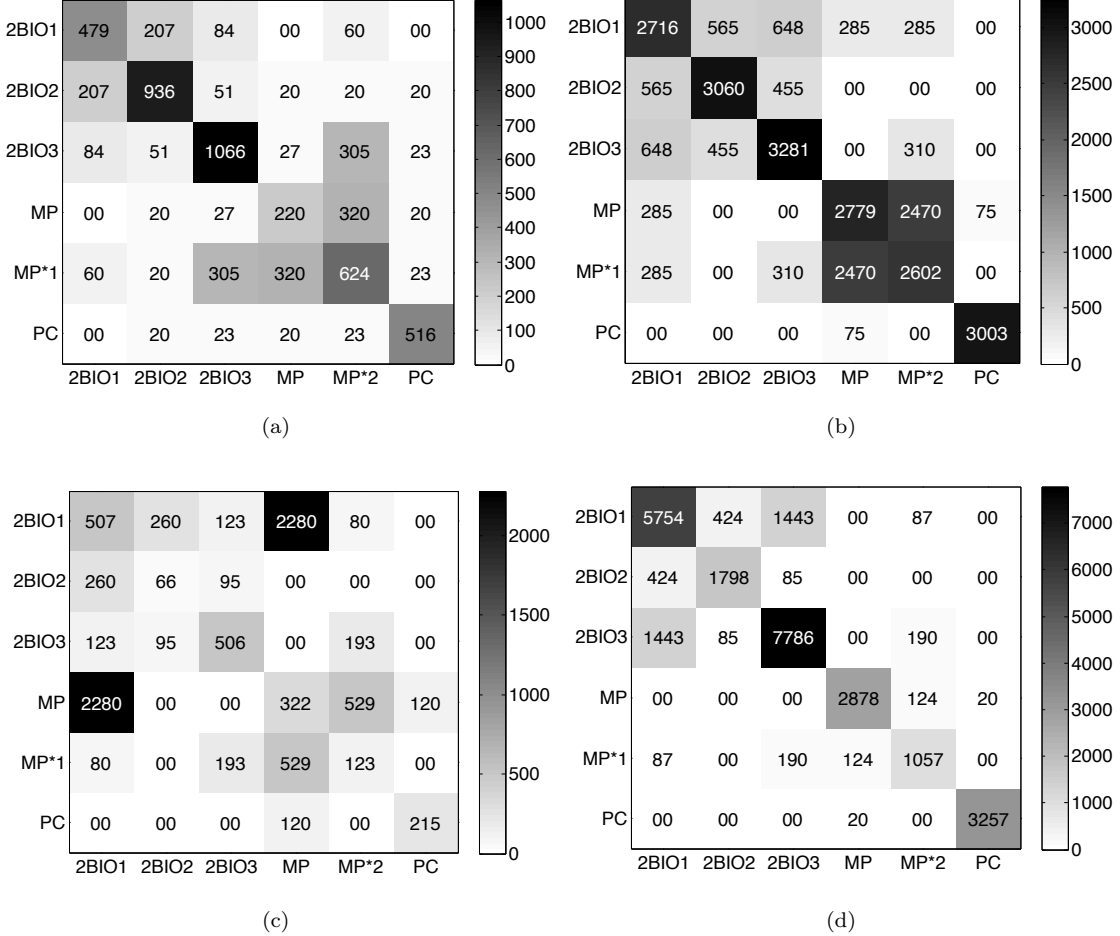 2BIO1 479 207 84 00 60 00
2BIO2 207 936 51 20 20 20
2BIO3 84 51 1066 27 305 23
MP 00 20 27 220 320 20
MP*1 60 20 305 320 624 23
PC 00 20 23 20 23 516
2BIO1 2BIO2 2BIO3 MP MP*2 PC
1000
900
800
700
600
500
400
300
200
100
0
(a)
2BIO1 2716 565 648 285 285 00
2BIO2 565 3060 455 00 00 00
2BIO3 648 455 3281 00 310 00
MP 285 00 00 2779 2470 75
MP*1 285 00 310 2470 2602 00
PC 00 00 00 75 00 3003
2BIO1 2BIO2 2BIO3 MP MP*2 PC
3000
2500
2000
1500
1000
500
0
(b)
2BIO1 507 260 123 2280 80 00
2BIO2 260 66 95 00 00 00
2BIO3 123 95 506 00 193 00
MP 2280 00 00 322 529 120
MP*1 80 00 193 529 123 00
PC 00 00 00 120 00 215
2BIO1 2BIO2 2BIO3 MP MP*2 PC
2000
1500
1000
500
0
(c)
2BIO1 5754 424 1443 00 87 00
2BIO2 424 1798 85 00 00 00
2BIO3 1443 85 7786 00 190 00
MP 00 00 00 2878 124 20
MP*1 87 00 190 124 1057 00
PC 00 00 00 20 00 3257
2BIO1 2BIO2 2BIO3 MP MP*2 PC
7000
6000
5000
4000
3000
2000
1000
0
(d)